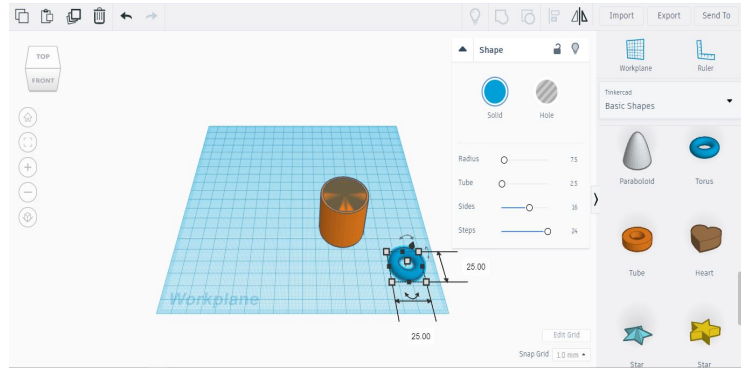 Import Export Send To
TOP
FRONT
Shape
Solid Hole
Workplane Ruler
Tinkercad
Basic Shapes
Radius 7.5
Tube 2.5
Sides 16
Steps 24
Paraboloid Torus
Tube Heart
Star Star
25.00
25.00
Workplane
Edit Grid
Snap Grid 1.0 mm